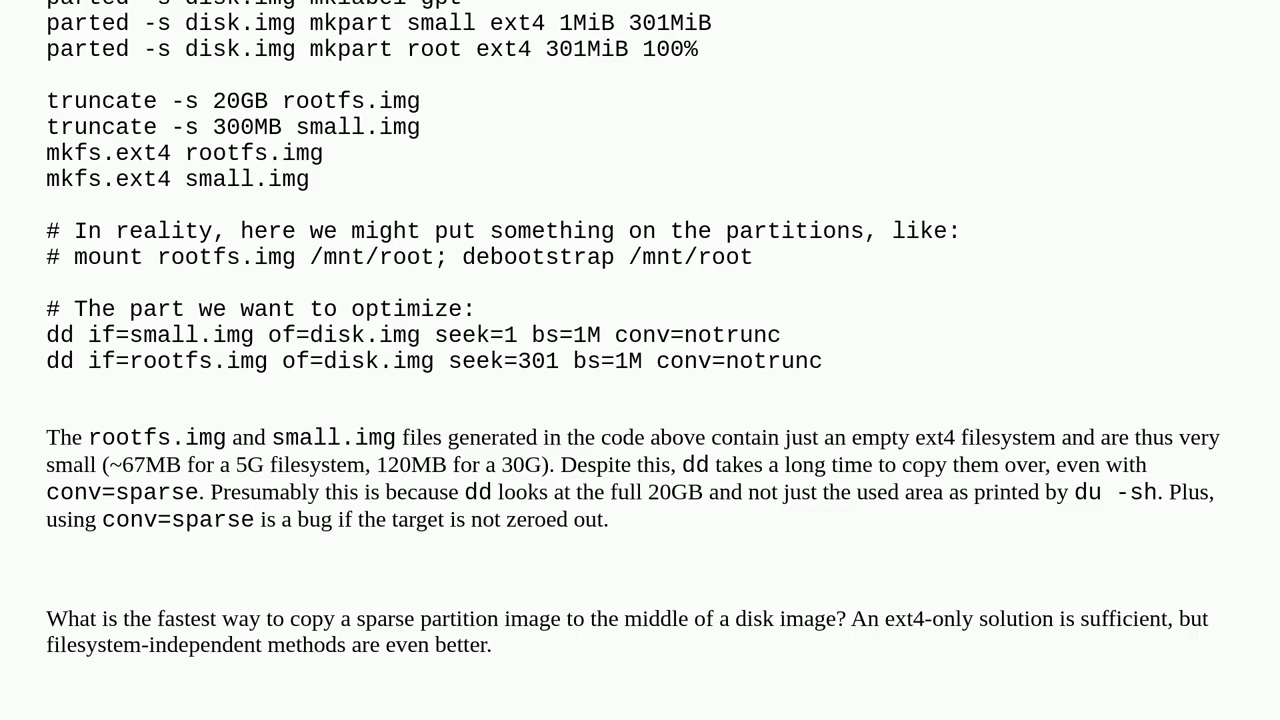 parted -s disk.img mklabel gpt
parted -s disk.img mkpart small ext4 1MiB 301MiB
parted -s disk.img mkpart root ext4 301MiB 100%
truncate -s 20GB rootfs.img
truncate -s 300MB small.img
mkfs.ext4 rootfs.img
mkfs.ext4 small.img
# In reality, here we might put something on the partitions, like:
# mount rootfs.img /mnt/root; debootstrap /mnt/root
# The part we want to optimize:
dd if=small.img of=disk.img seek=1 bs=1M conv=notrunc
dd if=rootfs.img of=disk.img seek=301 bs=1M conv=notrunc
The rootfs.img and small.img files generated in the code above contain just an empty ext4 filesystem and are thus very
small (~67MB for a 5G filesystem, 120MB for a 30G). Despite this, dd takes a long time to copy them over, even with
conv=sparse. Presumably this is because dd looks at the full 20GB and not just the used area as printed by du -sh. Plus,
using conv=sparse is a bug if the target is not zeroed out.
What is the fastest way to copy a sparse partition image to the middle of a disk image? An ext4-only solution is sufficient, but
filesystem-independent methods are even better.